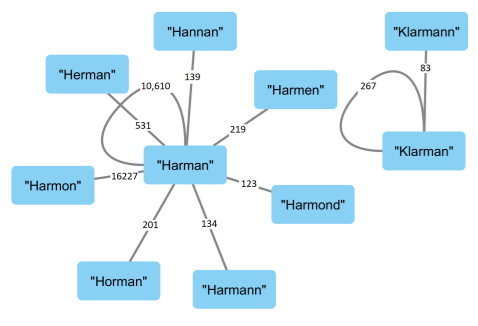 "Hannan"
"Klarmann"
"Herman"
10,610
139
83
267
"Harmen"
531
219
"Klarman"
"Harman"
"Harmon"
16227
123
"Harmond"
201
134
"Horman"
"Harmann"